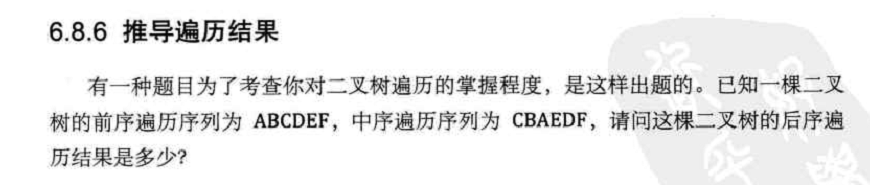 6.8.6 推导遍历结果
有一种题目为了考查你对二叉树遍历的掌握程度，是这样出题的。已知一棵二叉
树的前序遍历序列为 ABCDEF，中序遍历序列为 CBAEDF，请问这棵二叉树的后序遍
历结果是多少?